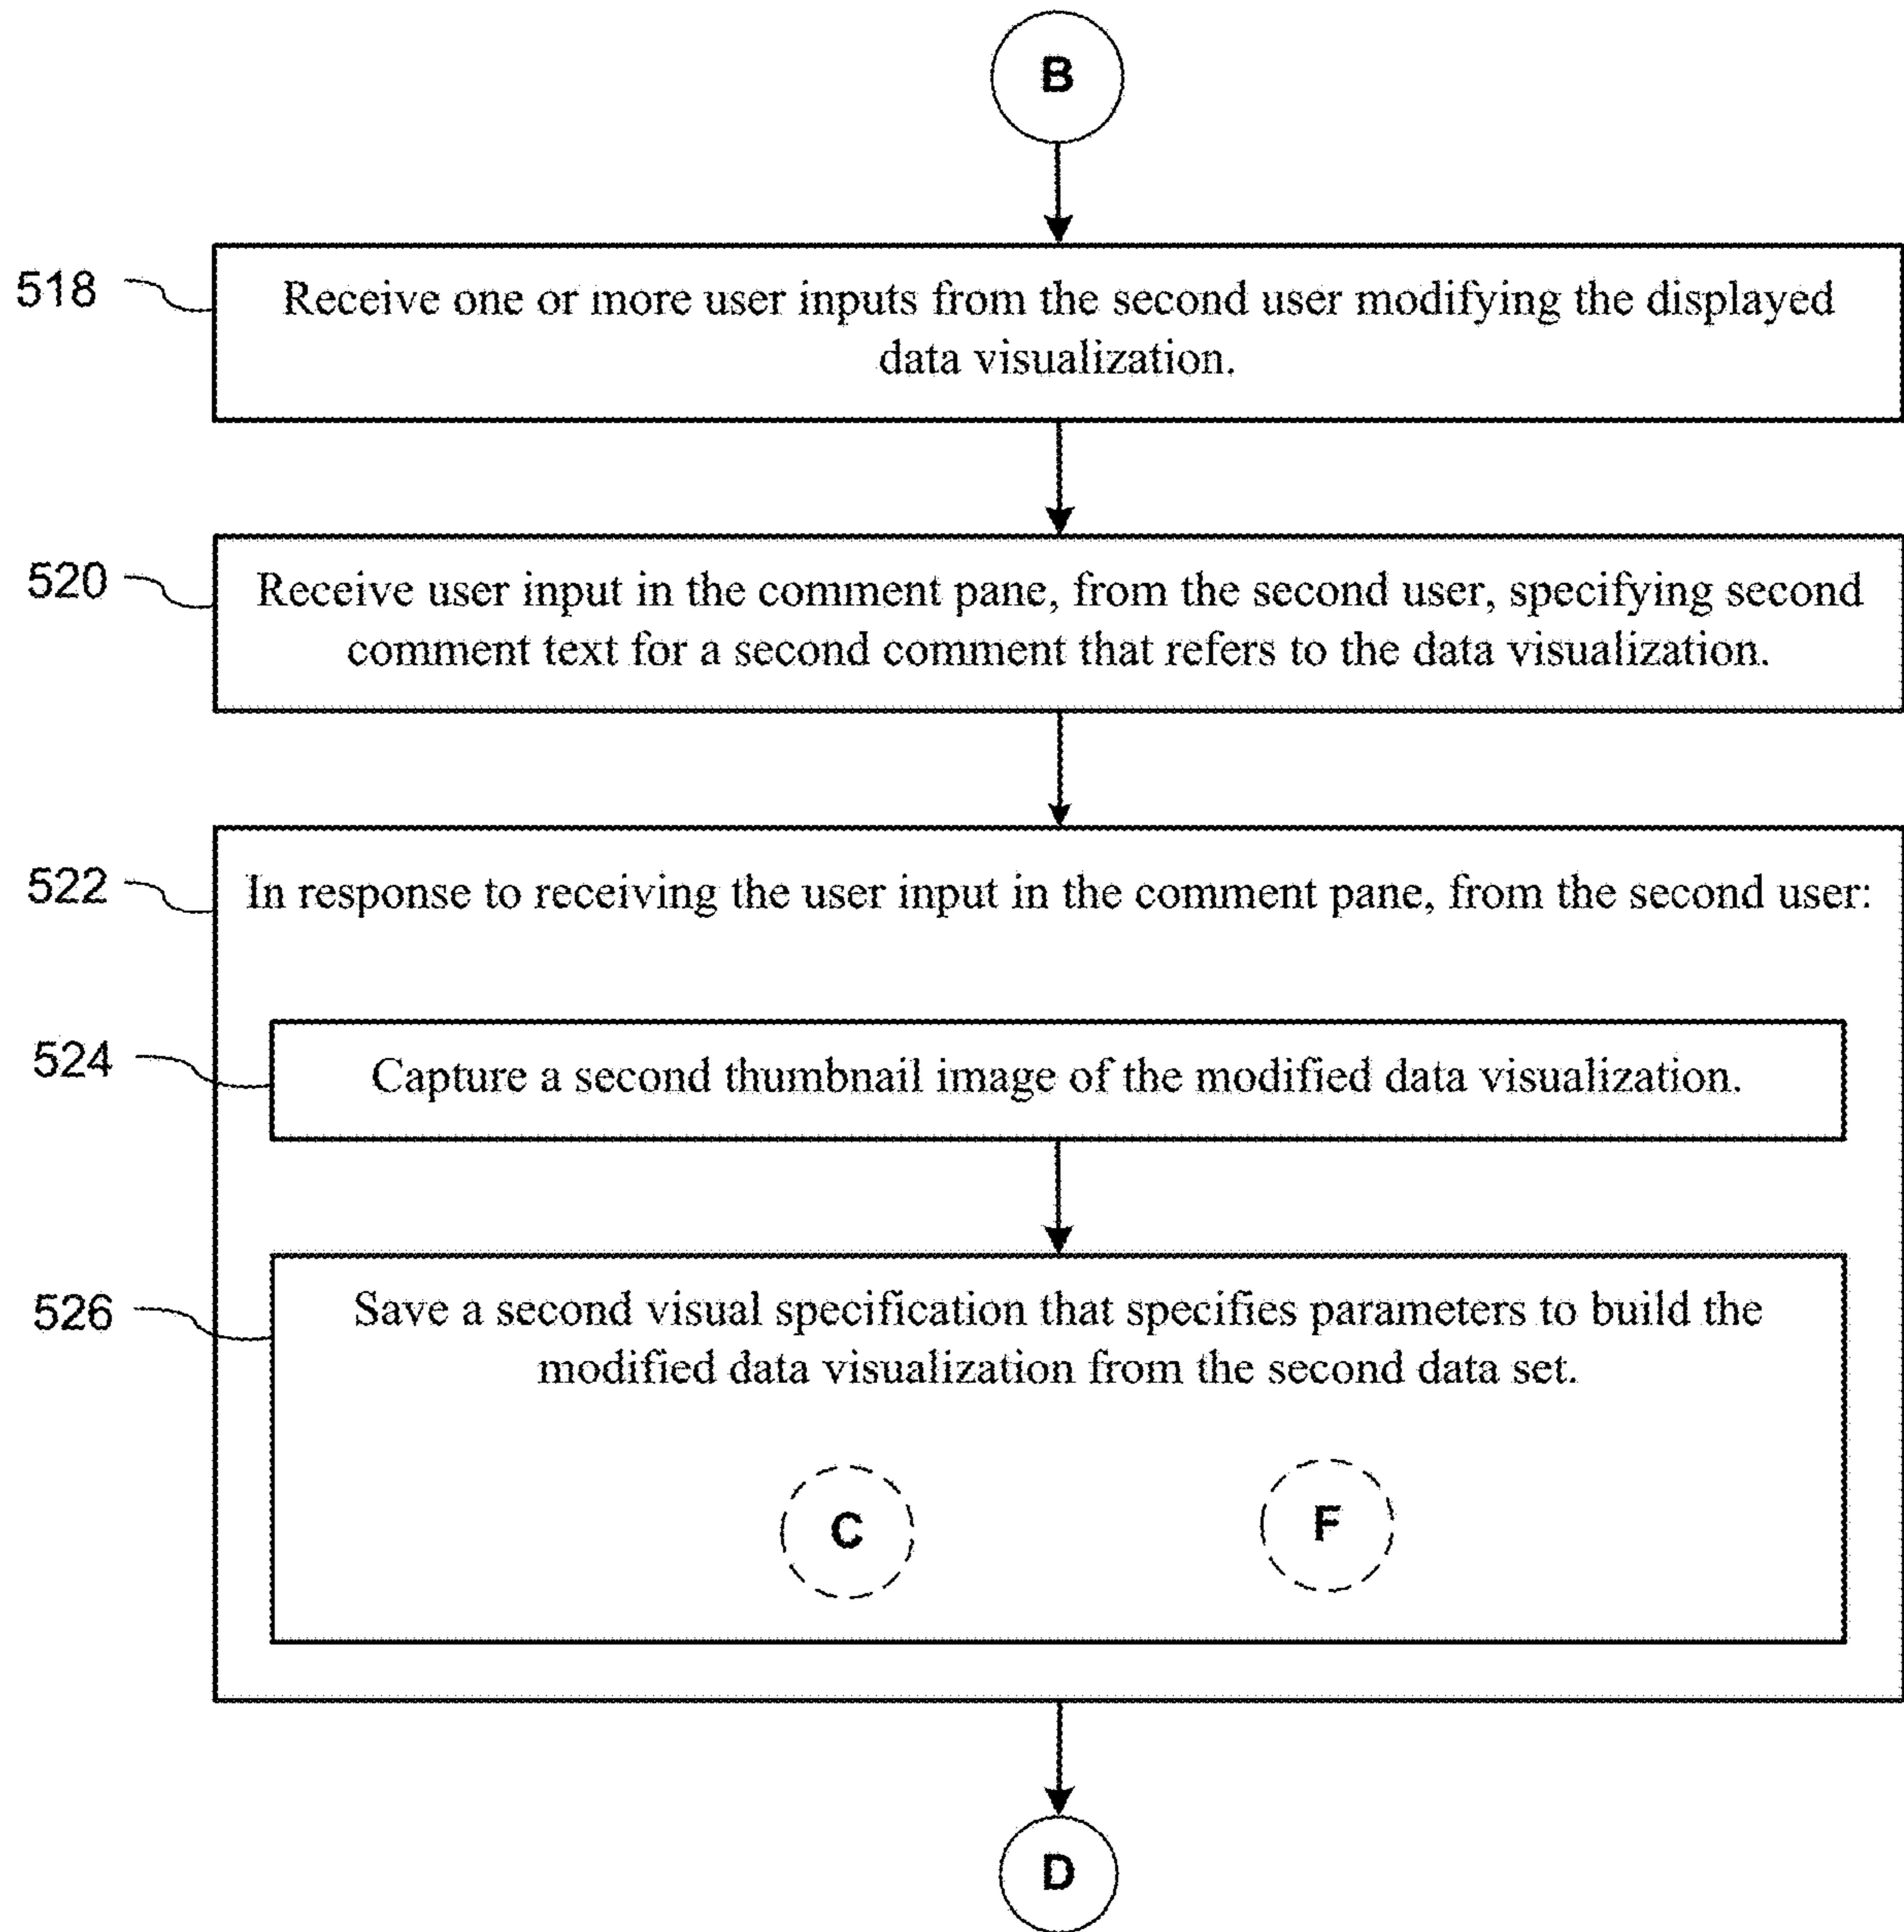 B
518
Receive one or more user inputs from the second user modifying the displayed
data visualization.
520
Receive user input in the comment pane, from the second user, specifying second
comment text for a second comment that refers to the data visualization.
522
In response to receiving the user input in the comment pane, from the second user:
524
Capture a second thumbnail image of the modified data visualization.
526
Save a second visual specification that specifies parameters to build the
modified data visualization from the second data set.
C
F
D